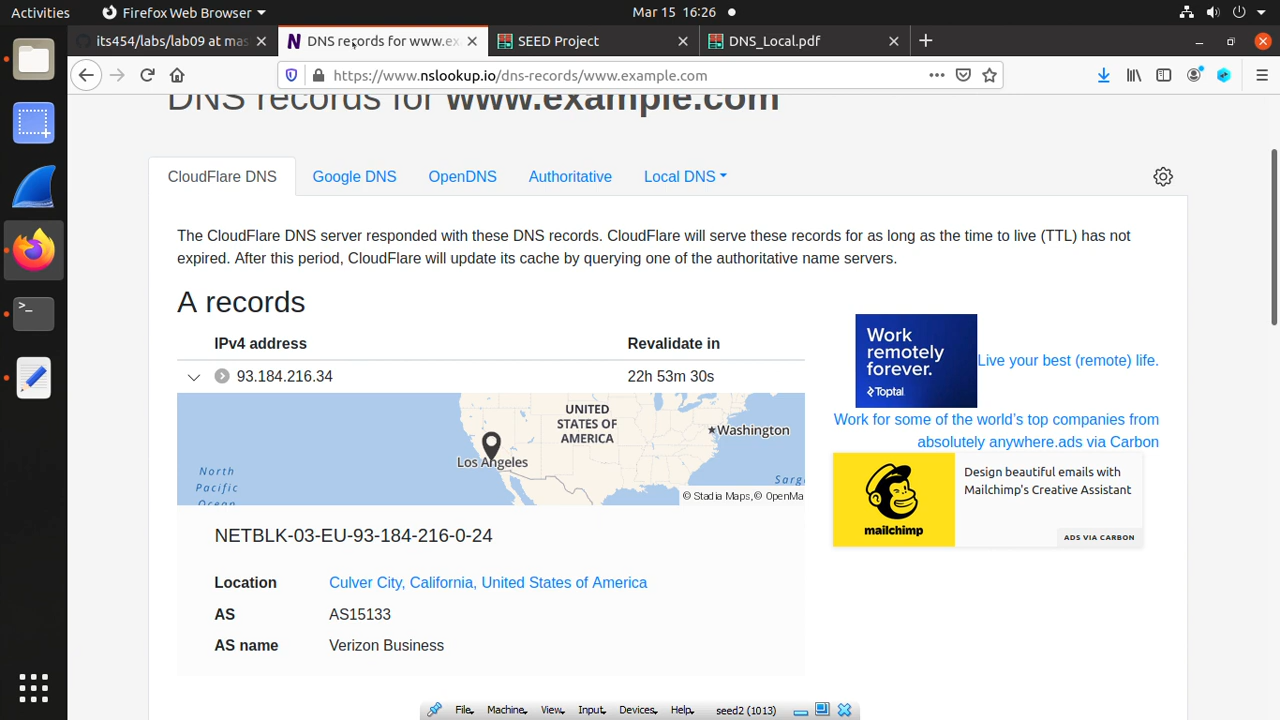 Activities
Firefox Web Browser
Mar 15 16:26
its454/labs/lab09 at mas
DNS records for www.ex
SEED Project
DNS_Local.pdf
https://www.nslookup.io/dns-records/www.example.com
DNS records for www.example.com
CloudFlare DNS
Google DNS
OpenDNS
Authoritative
Local DNS
The CloudFlare DNS server responded with these DNS records. CloudFlare will serve these records for as long as the time to live (TTL) has not
expired. After this period, CloudFlare will update its cache by querying one of the authoritative name servers.
A records
IPv4 address
Revalidate in
93.184.216.34
22h 53m 30s
UNITED
STATES OF
AMERICA
Washington
Los Angeles
North
Pacific
Ocean
Sarg
© Stadia Maps,© OpenMa
NETBLK-03-EU-93-184-216-0-24
Location
Culver City, California, United States of America
AS
AS15133
AS name
Verizon Business
Work
remotely
forever.
Toptal
Live your best (remote) life.
Work for some of the world's top companies from
absolutely anywhere.ads via Carbon
mailchimp
Design beautiful emails with
Mailchimp's Creative Assistant
ADS VIA CARBON
File
Machine
View
Input
Devices
Help
seed2 (1013)